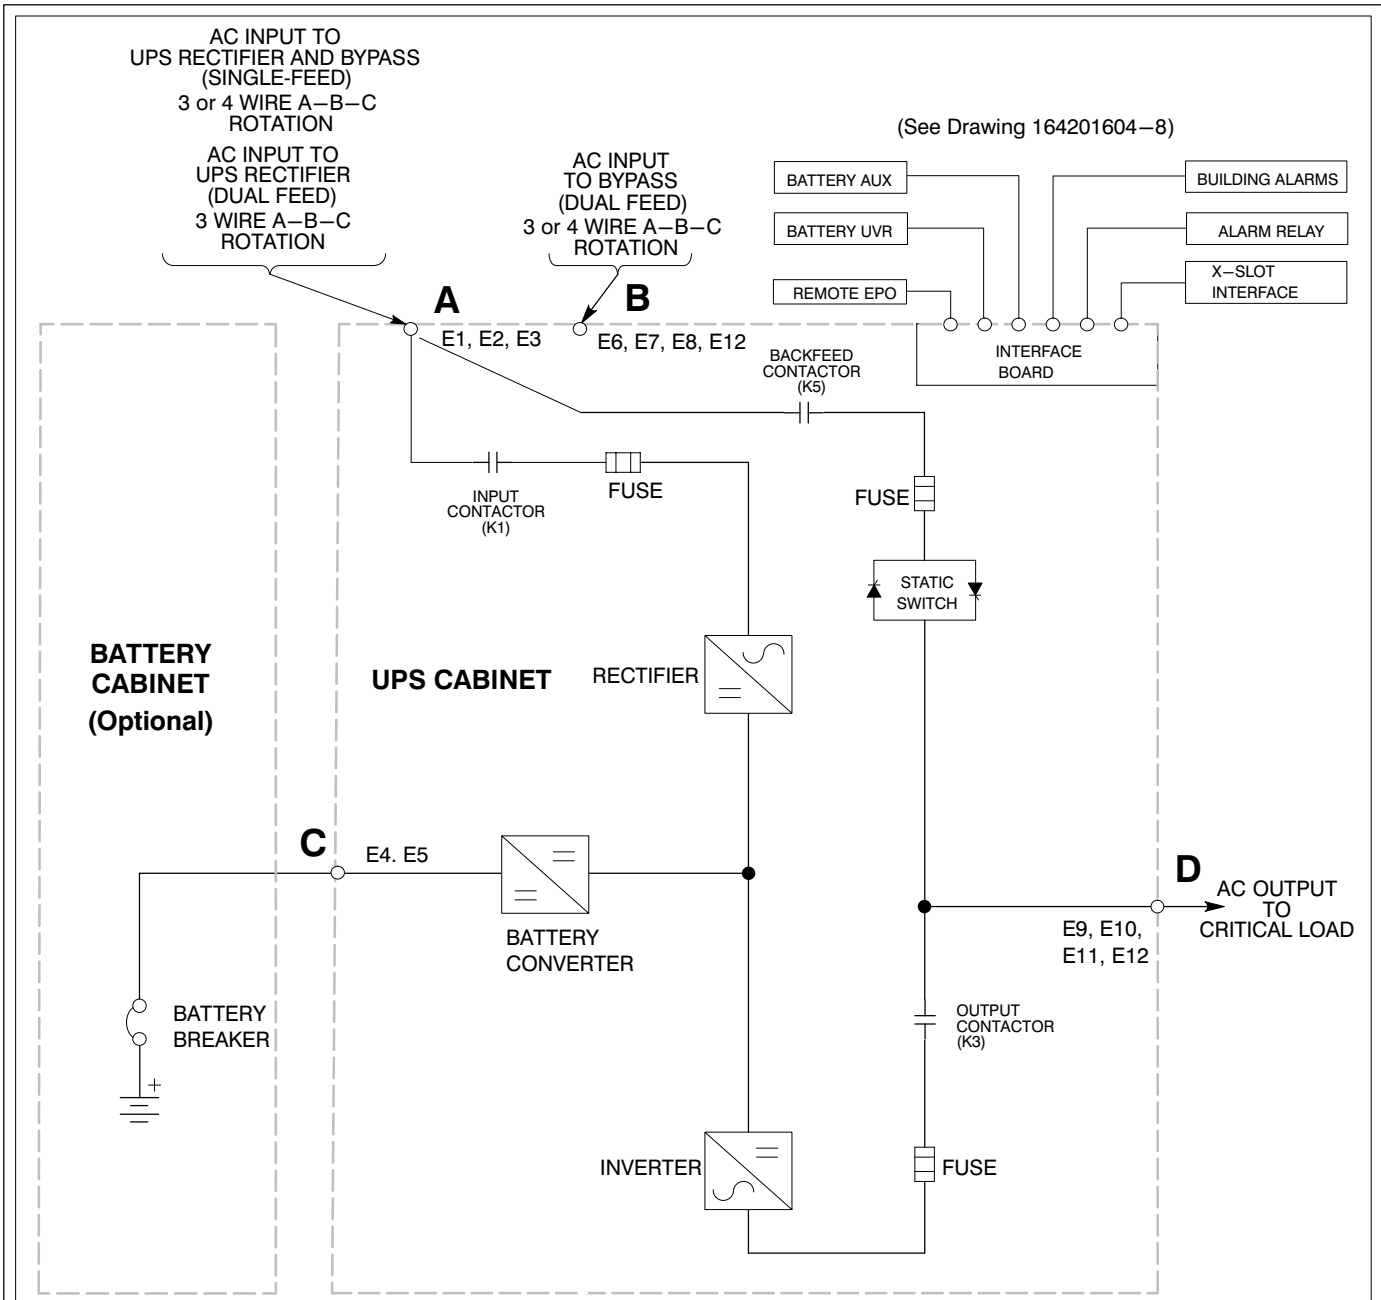 AC INPUT TO
UPS RECTIFIER AND BYPASS
(SINGLE-FEED)
3 or 4 WIRE A–B–C
ROTATION
AC INPUT TO
UPS RECTIFIER
(DUAL FEED)
3 WIRE A–B–C
ROTATION
AC INPUT
TO BYPASS
(DUAL FEED)
3 or 4 WIRE A–B–C
ROTATION
(See Drawing 164201604–8)
BATTERY AUX
BATTERY UVR
REMOTE EPO
BUILDING ALARMS
ALARM RELAY
X–SLOT
INTERFACE
A
E1, E2, E3
B
E6, E7, E8, E12
INTERFACE
BOARD
BACKFEED
CONTACTOR
(K5)
INPUT
CONTACTOR
(K1)
FUSE
FUSE
STATIC
SWITCH
BATTERY
CABINET
(Optional)
UPS CABINET
RECTIFIER
C
E4. E5
BATTERY
CONVERTER
D
AC OUTPUT
TO
CRITICAL LOAD
E9, E10,
E11, E12
BATTERY
BREAKER
+
OUTPUT
CONTACTOR
(K3)
INVERTER
FUSE